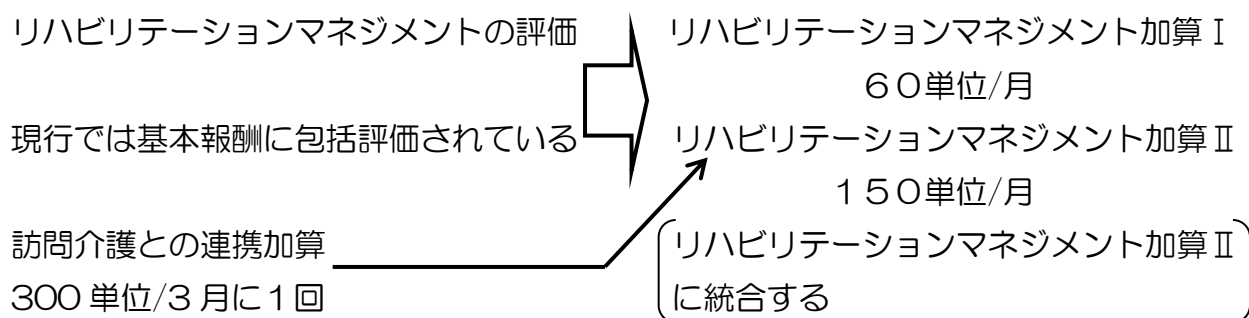 リハビリテーションマネジメントの評価
リハビリテーションマネジメント加算Ⅰ
６０単位/月
現行では基本報酬に包括評価されている
リハビリテーションマネジメント加算Ⅱ
１５０単位/月
訪問介護との連携加算
300 単位/3 月に１回
リハビリテーションマネジメント加算Ⅱ
に統合する